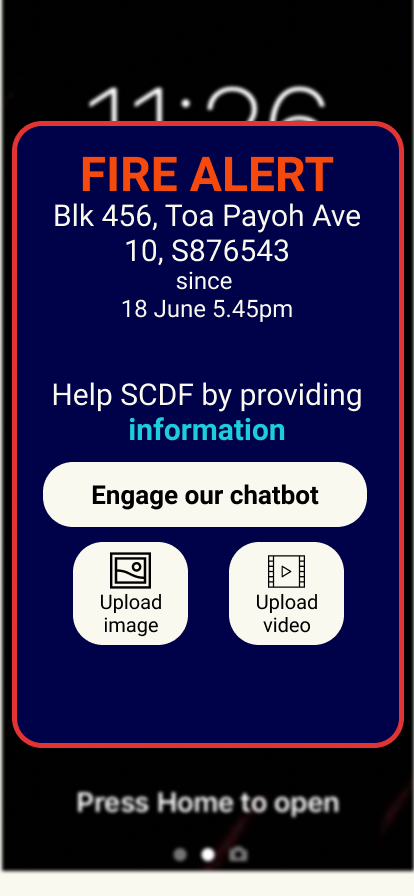 11:26
FIRE ALERT
Blk 456, Toa Payoh Ave
10, S876543
since
18 June 5.45pm
Help SCDF by providing
information
Engage our chatbot
Upload
image
Upload
video
Press Home to open